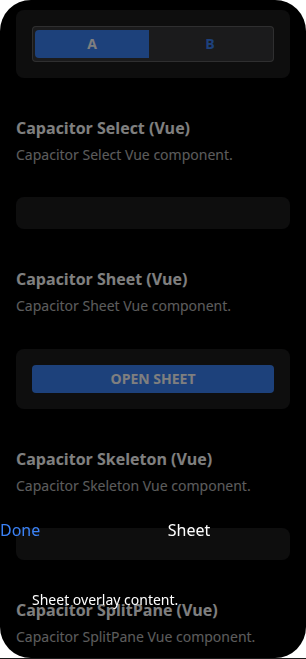 A B
Capacitor Select (Vue)
Capacitor Select Vue component.
Capacitor Sheet (Vue)
Capacitor Sheet Vue component.
OPEN SHEET
Capacitor Skeleton (Vue)
Capacitor Skeleton Vue component.
Done Sheet
Sheet overlay content.
Capacitor SplitPane (Vue)
Capacitor SplitPane Vue component.